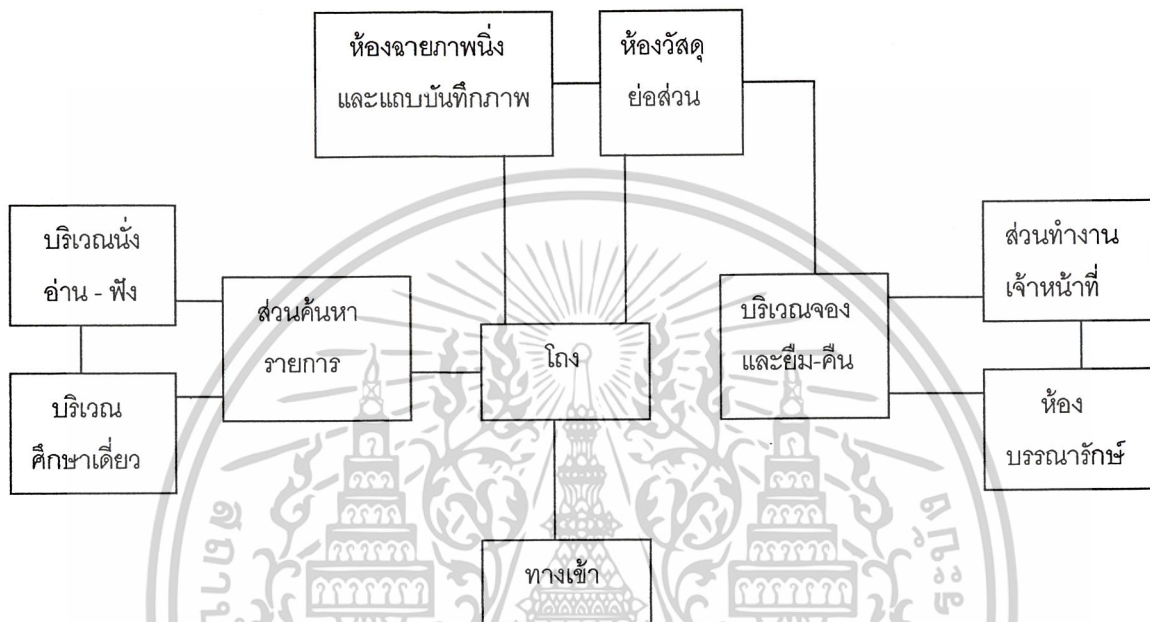 ห้องฉายภาพนิ่ง
และแถบบันทึกภาพ
ห้องวัสดุ
ย่อส่วน
บริเวณนั่ง
อ่าน - ฟัง
ส่วนค้นหา
รายการ
โถง
บริเวณจอง
และยืม-คืน
ส่วนทำงาน
เจ้าหน้าที่
บริเวณ
ศึกษาเดี่ยว
ห้อง
บรรณารักษ์
ทางเข้า